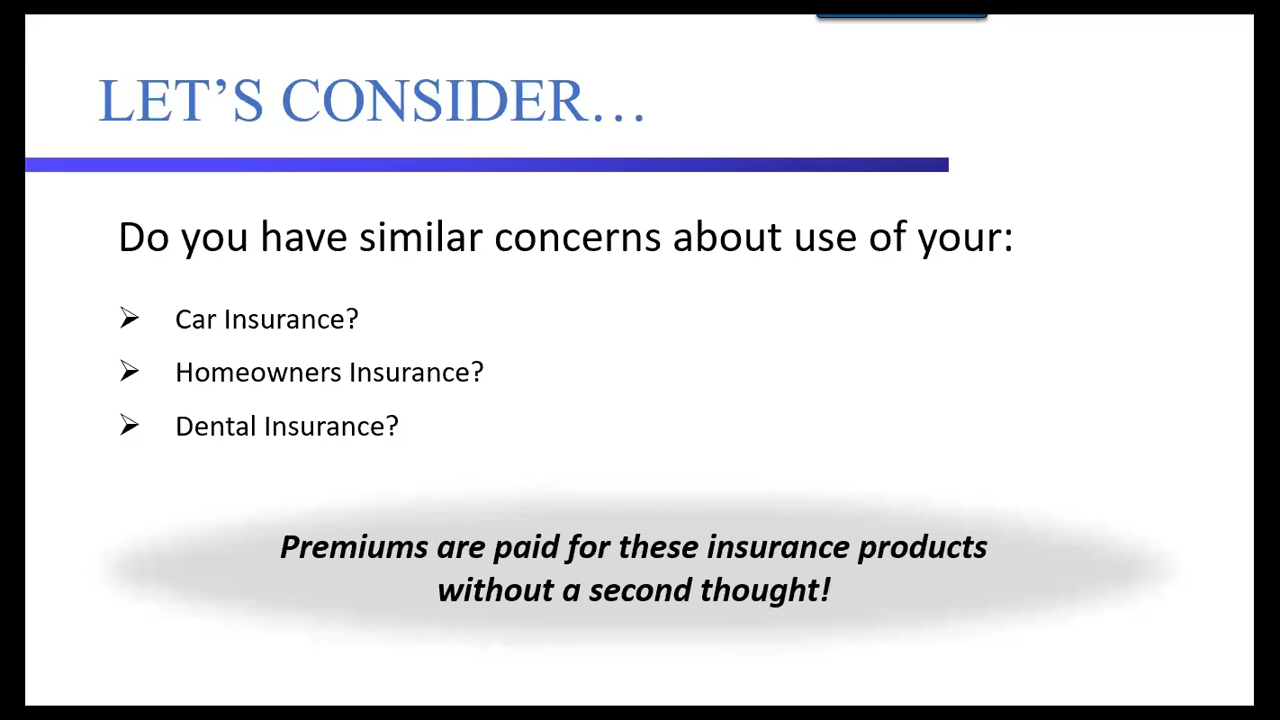 LET’S CONSIDER…
Do you have similar concerns about use of your:
➢ Car Insurance?
➢ Homeowners Insurance?
➢ Dental Insurance?
Premiums are paid for these insurance products
without a second thought!